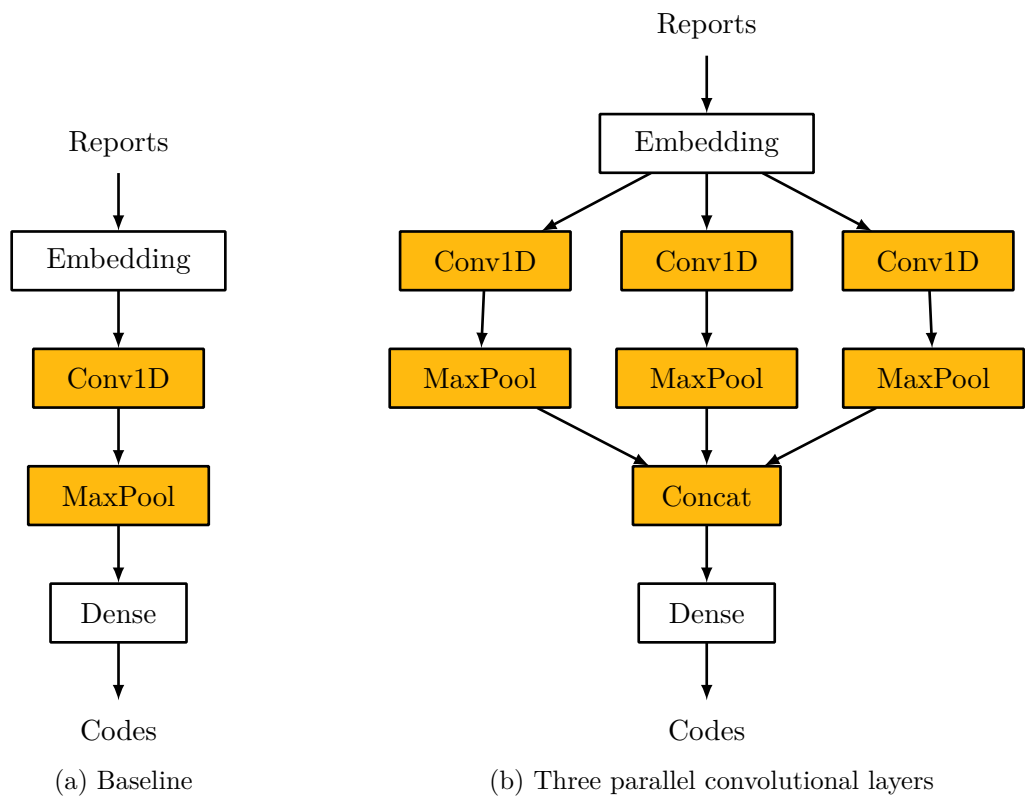 Reports
Embedding
Conv1D
MaxPool
Dense
Codes
(a) Baseline
Reports
Embedding
Conv1D Conv1D Conv1D
MaxPool MaxPool MaxPool
Concat
Dense
Codes
(b) Three parallel convolutional layers